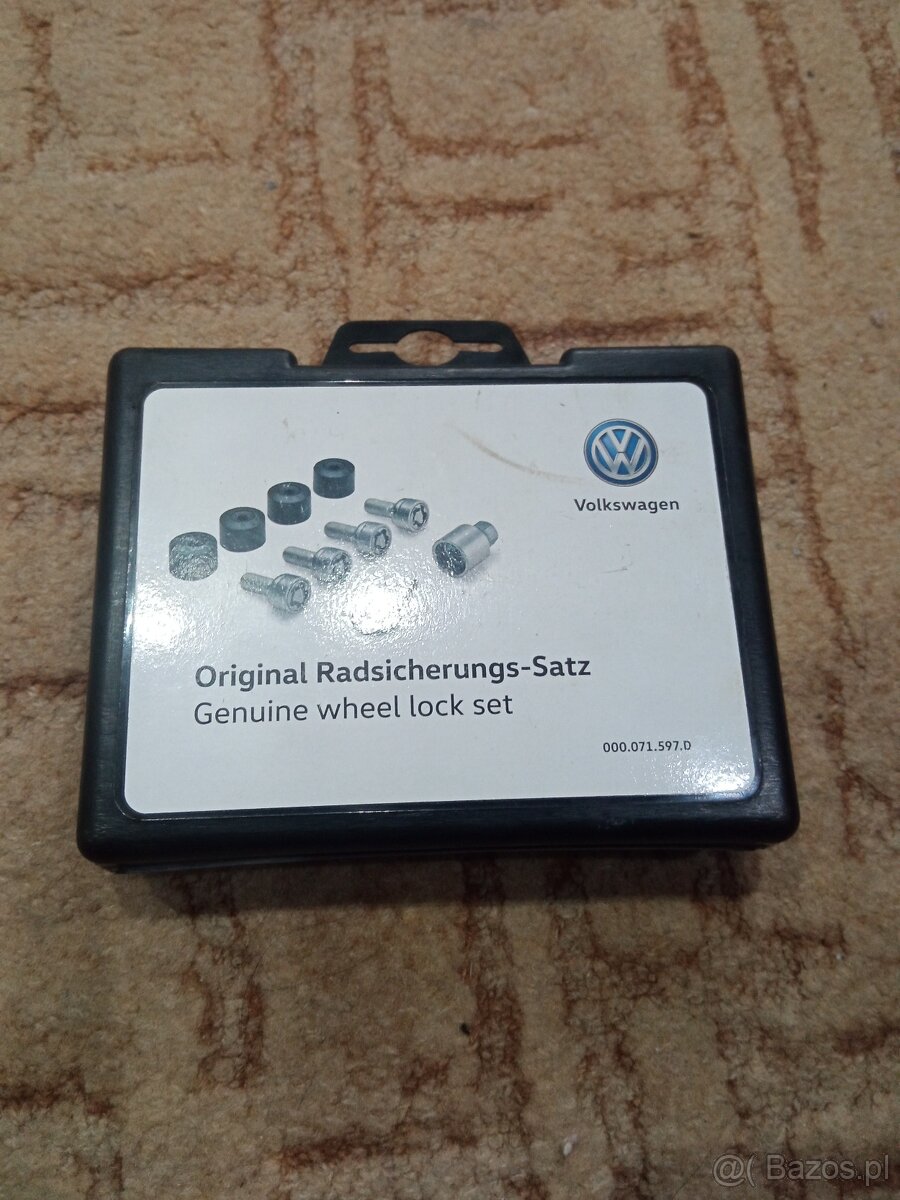 Volkswagen
Original Radsicherungs-Satz
Genuine wheel lock set
000.071.597.D
@( Bazos.pl